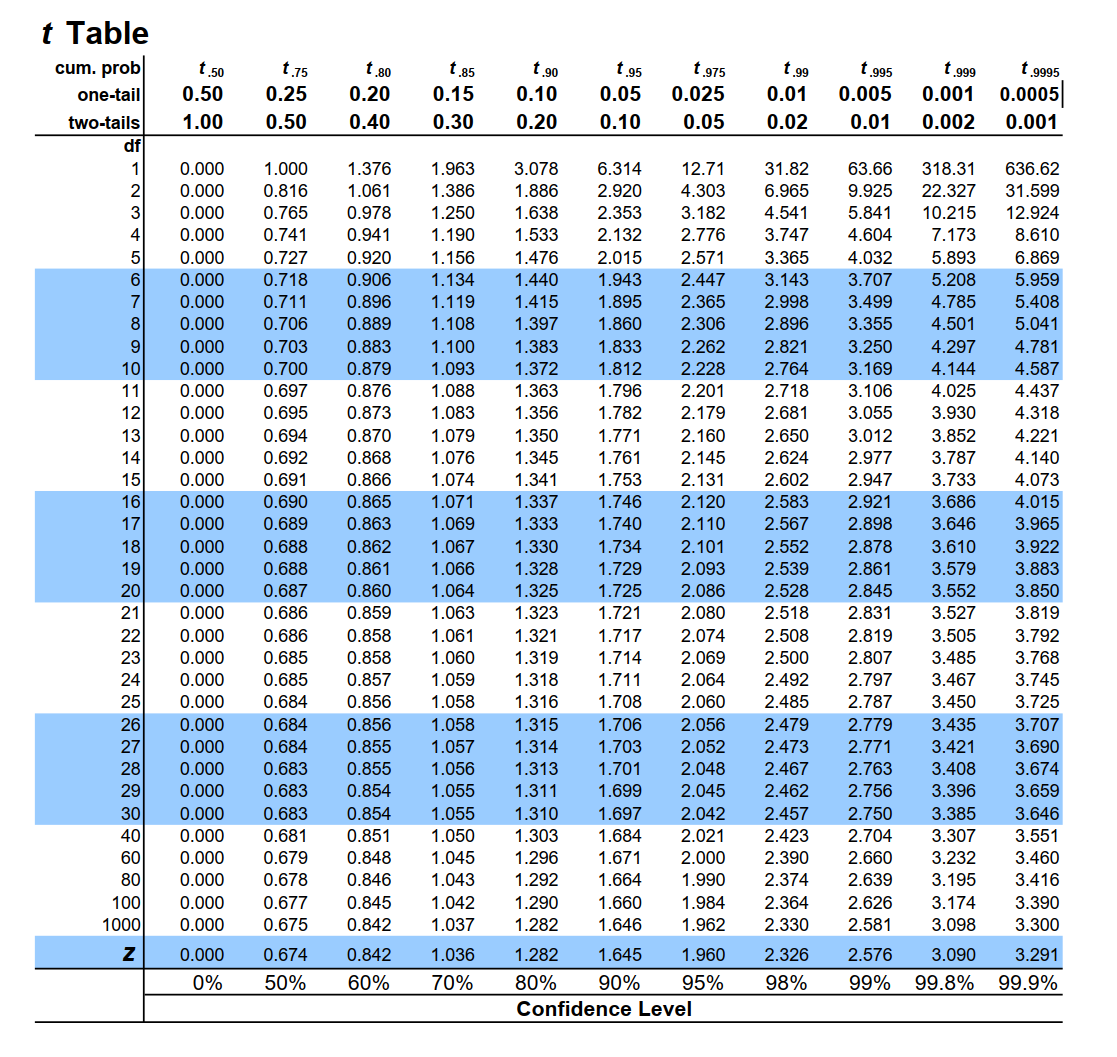 t Table
cum. prob t .50 t .75 t .80 t .85 t .90 t .95 t .975 t .99 t .995 t .999 t .9995
one-tail 0.50 0.25 0.20 0.15 0.10 0.05 0.025 0.01 0.005 0.001 0.0005
two-tails 1.00 0.50 0.40 0.30 0.20 0.10 0.05 0.02 0.01 0.002 0.001
df
1 0.000 1.000 1.376 1.963 3.078 6.314 12.71 31.82 63.66 318.31 636.62
2 0.000 0.816 1.061 1.386 1.886 2.920 4.303 6.965 9.925 22.327 31.599
3 0.000 0.765 0.978 1.250 1.638 2.353 3.182 4.541 5.841 10.215 12.924
4 0.000 0.741 0.941 1.190 1.533 2.132 2.776 3.747 4.604 7.173 8.610
5 0.000 0.727 0.920 1.156 1.476 2.015 2.571 3.365 4.032 5.893 6.869
6 0.000 0.718 0.906 1.134 1.440 1.943 2.447 3.143 3.707 5.208 5.959
7 0.000 0.711 0.896 1.119 1.415 1.895 2.365 2.998 3.499 4.785 5.408
8 0.000 0.706 0.889 1.108 1.397 1.860 2.306 2.896 3.355 4.501 5.041
9 0.000 0.703 0.883 1.100 1.383 1.833 2.262 2.821 3.250 4.297 4.781
10 0.000 0.700 0.879 1.093 1.372 1.812 2.228 2.764 3.169 4.144 4.587
11 0.000 0.697 0.876 1.088 1.363 1.796 2.201 2.718 3.106 4.025 4.437
12 0.000 0.695 0.873 1.083 1.356 1.782 2.179 2.681 3.055 3.930 4.318
13 0.000 0.694 0.870 1.079 1.350 1.771 2.160 2.650 3.012 3.852 4.221
14 0.000 0.692 0.868 1.076 1.345 1.761 2.145 2.624 2.977 3.787 4.140
15 0.000 0.691 0.866 1.074 1.341 1.753 2.131 2.602 2.947 3.733 4.073
16 0.000 0.690 0.865 1.071 1.337 1.746 2.120 2.583 2.921 3.686 4.015
17 0.000 0.689 0.863 1.069 1.333 1.740 2.110 2.567 2.898 3.646 3.965
18 0.000 0.688 0.862 1.067 1.330 1.734 2.101 2.552 2.878 3.610 3.922
19 0.000 0.688 0.861 1.066 1.328 1.729 2.093 2.539 2.861 3.579 3.883
20 0.000 0.687 0.860 1.064 1.325 1.725 2.086 2.528 2.845 3.552 3.850
21 0.000 0.686 0.859 1.063 1.323 1.721 2.080 2.518 2.831 3.527 3.819
22 0.000 0.686 0.858 1.061 1.321 1.717 2.074 2.508 2.819 3.505 3.792
23 0.000 0.685 0.858 1.060 1.319 1.714 2.069 2.500 2.807 3.485 3.768
24 0.000 0.685 0.857 1.059 1.318 1.711 2.064 2.492 2.797 3.467 3.745
25 0.000 0.684 0.856 1.058 1.316 1.708 2.060 2.485 2.787 3.450 3.725
26 0.000 0.684 0.856 1.058 1.315 1.706 2.056 2.479 2.779 3.435 3.707
27 0.000 0.684 0.855 1.057 1.314 1.703 2.052 2.473 2.771 3.421 3.690
28 0.000 0.683 0.855 1.056 1.313 1.701 2.048 2.467 2.763 3.408 3.674
29 0.000 0.683 0.854 1.055 1.311 1.699 2.045 2.462 2.756 3.396 3.659
30 0.000 0.683 0.854 1.055 1.310 1.697 2.042 2.457 2.750 3.385 3.646
40 0.000 0.681 0.851 1.050 1.303 1.684 2.021 2.423 2.704 3.307 3.551
60 0.000 0.679 0.848 1.045 1.296 1.671 2.000 2.390 2.660 3.232 3.460
80 0.000 0.678 0.846 1.043 1.292 1.664 1.990 2.374 2.639 3.195 3.416
100 0.000 0.677 0.845 1.042 1.290 1.660 1.984 2.364 2.626 3.174 3.390
1000 0.000 0.675 0.842 1.037 1.282 1.646 1.962 2.330 2.581 3.098 3.300
z 0.000 0.674 0.842 1.036 1.282 1.645 1.960 2.326 2.576 3.090 3.291
0% 50% 60% 70% 80% 90% 95% 98% 99% 99.8% 99.9%
Confidence Level